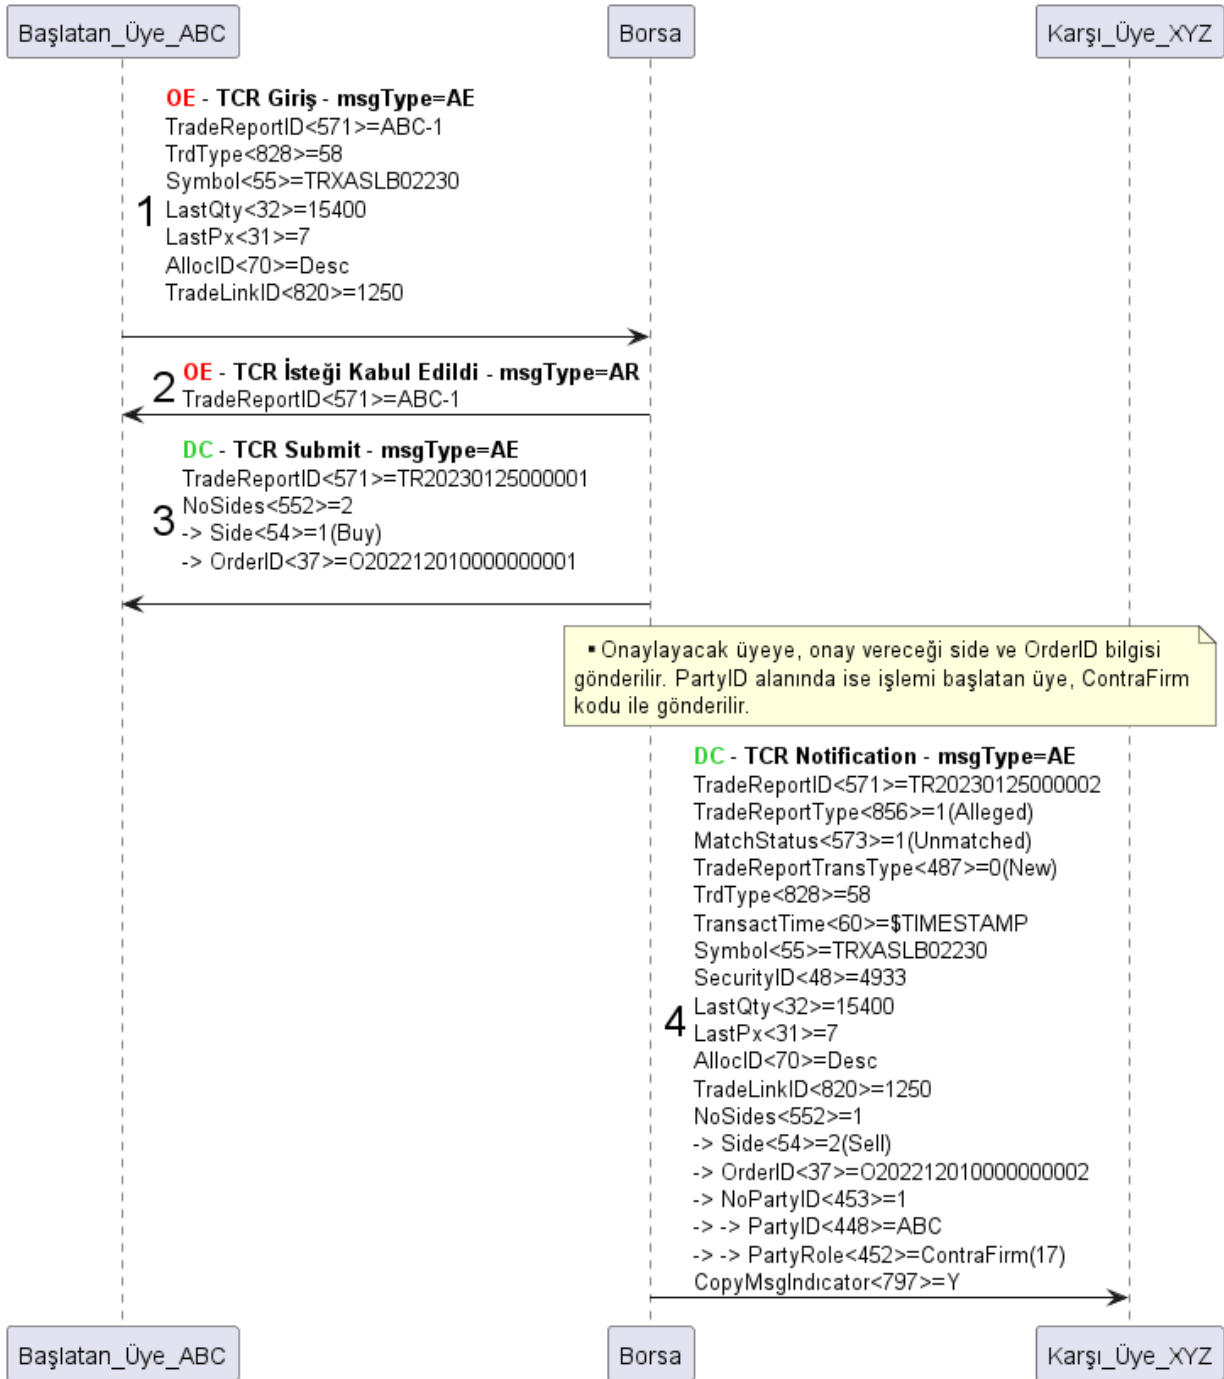 Başlatan_Üye_ABC
Borsa
Karşı_Üye_XYZ
OE - TCR Giriş - msgType=AE
TradeReportID<571>=ABC-1
TrdType<828>=58
Symbol<55>=TRXASLB02230
1 LastQty<32>=15400
LastPx<31>=7
AllocID<70>=Desc
TradeLinkID<820>=1250
OE - TCR İsteği Kabul Edildi - msgType=AR
2 TradeReportID<571>=ABC-1
DC - TCR Submit - msgType=AE
TradeReportID<571>=TR20230125000001
NoSides<552>=2
3 -> Side<54>=1(Buy)
-> OrderID<37>=O202212010000000001
▪ Onaylayacak üyeye, onay vereceği side ve OrderID bilgisi
gönderilir. PartyID alanında ise işlemi başlatan üye, ContraFirm
kodu ile gönderilir.
DC - TCR Notification - msgType=AE
TradeReportID<571>=TR20230125000002
TradeReportType<856>=1(Alleged)
MatchStatus<573>=1(Unmatched)
TradeReportTransType<487>=0(New)
TrdType<828>=58
TransactTime<60>=$TIMESTAMP
Symbol<55>=TRXASLB02230
SecurityID<48>=4933
LastQty<32>=15400
4 LastPx<31>=7
AllocID<70>=Desc
TradeLinkID<820>=1250
NoSides<552>=1
-> Side<54>=2(Sell)
-> OrderID<37>=O202212010000000002
-> NoPartyID<453>=1
-> -> PartyID<448>=ABC
-> -> PartyRole<452>=ContraFirm(17)
CopyMsgIndicator<797>=Y
Başlatan_Üye_ABC
Borsa
Karşı_Üye_XYZ